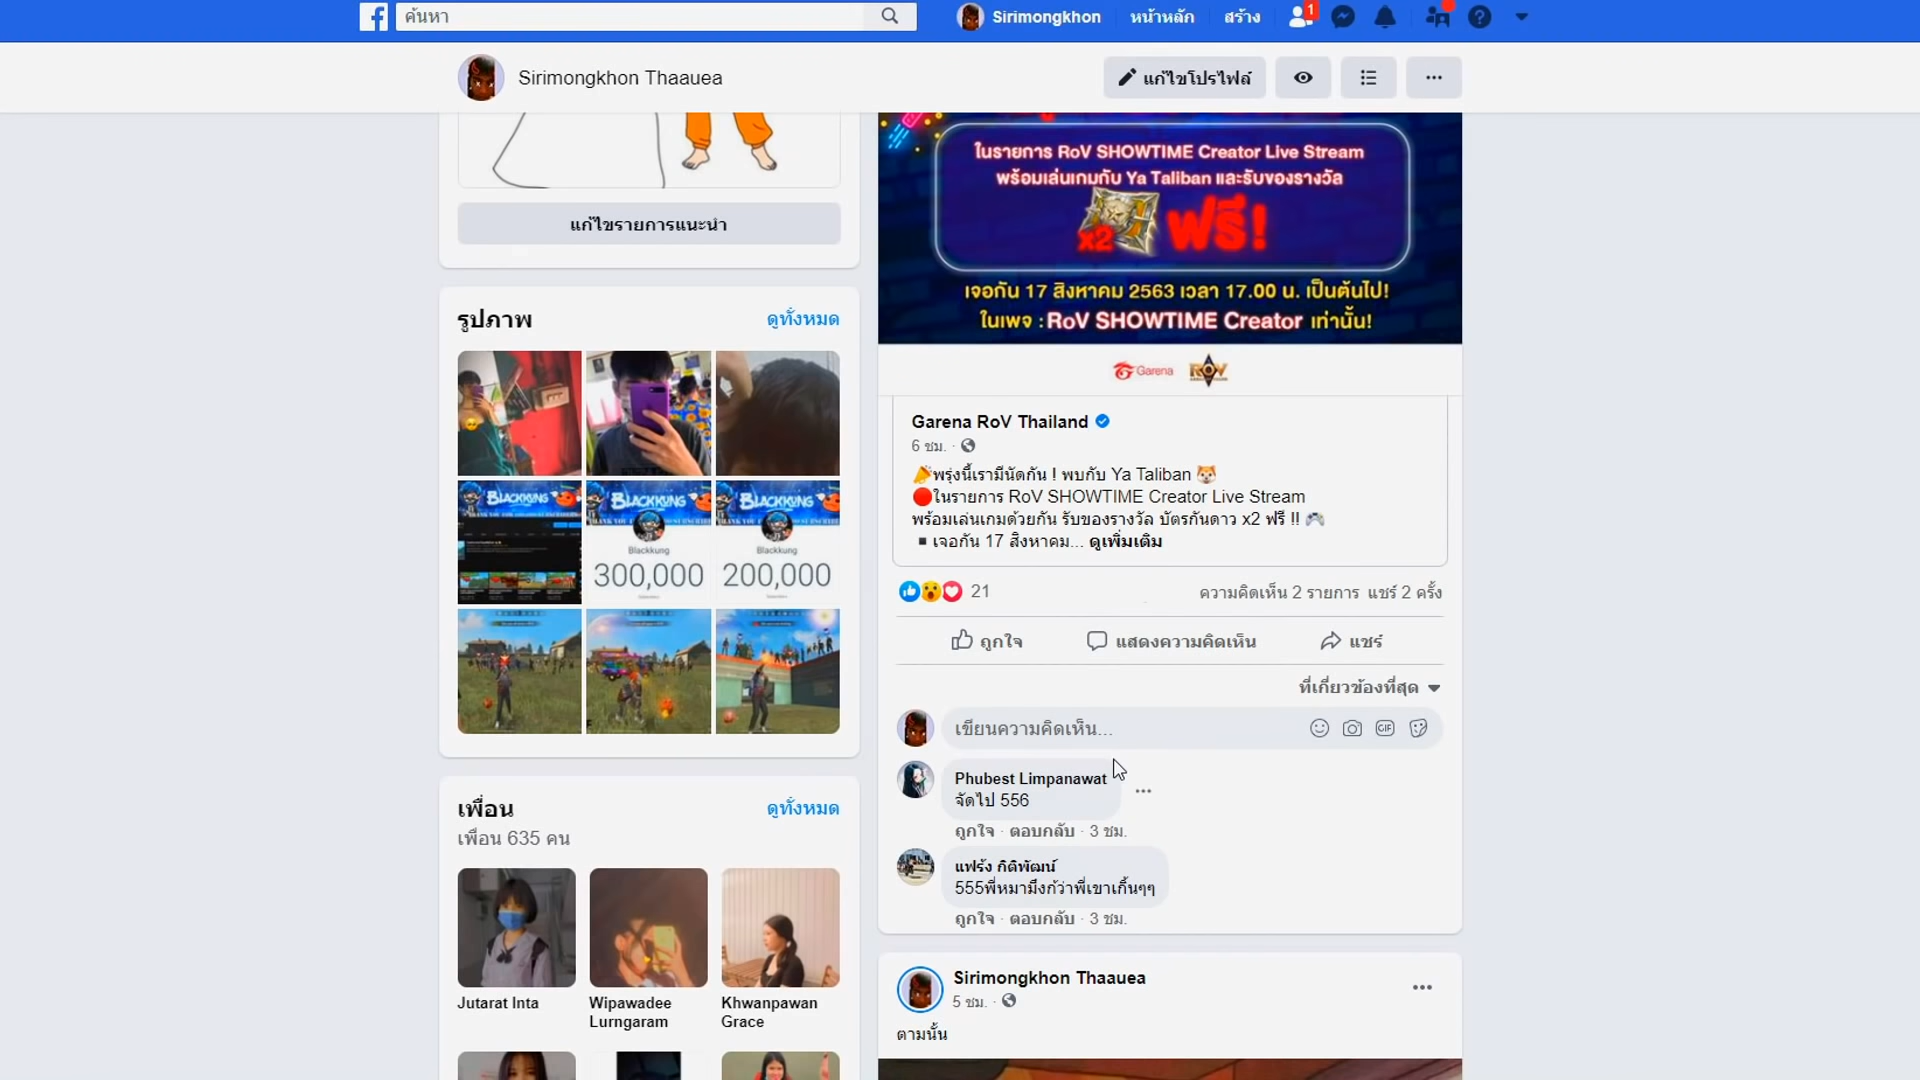 ค้นหา
Sirimongkhon
หน้าหลัก
สร้าง
1
Sirimongkhon Thaauea
แก้ไขโปรไฟล์
แก้ไขรายการแนะนำ
รูปภาพ
ดูทั้งหมด
BLACKKUNG
BLACKKUNG
BLACKKUNG
Blackkung
Blackkung
300,000
200,000
เพื่อน
ดูทั้งหมด
เพื่อน 635 คน
Jutarat Inta
Wipawadee
Lurngaram
Khwanpawan
Grace
ในรายการ RoV SHOWTIME Creator Live Stream
พร้อมเล่นเกมกับ Ya Taliban และรับของรางวัล
x2 ฟรี!
เจอกัน 17 สิงหาคม 2563 เวลา 17.00 น. เป็นต้นไป!
ในเพจ : RoV SHOWTIME Creator เท่านั้น!
Garena
ROV
Garena RoV Thailand
6 ชม. ·
📣พรุ่งนี้เรามีนัดกัน ! พบกับ Ya Taliban 🐯
🔴ในรายการ RoV SHOWTIME Creator Live Stream
พร้อมเล่นเกมด้วยกัน รับของรางวัล บัตรกันดาว x2 ฟรี !! 🎮
▪เจอกัน 17 สิงหาคม... ดูเพิ่มเติม
21
ความคิดเห็น 2 รายการ แชร์ 2 ครั้ง
ถูกใจ
แสดงความคิดเห็น
แชร์
ที่เกี่ยวข้องที่สุด
เขียนความคิดเห็น...
GIF
Phubest Limpanawat
จัดไป 556
ถูกใจ · ตอบกลับ · 3 ชม.
แฟร้ง กิติพัฒน์
555พี่หมามึงก้ว่าพี่เขาเกิ้นๆๆ
ถูกใจ · ตอบกลับ · 3 ชม.
Sirimongkhon Thaauea
5 ชม. ·
ตามนั้น